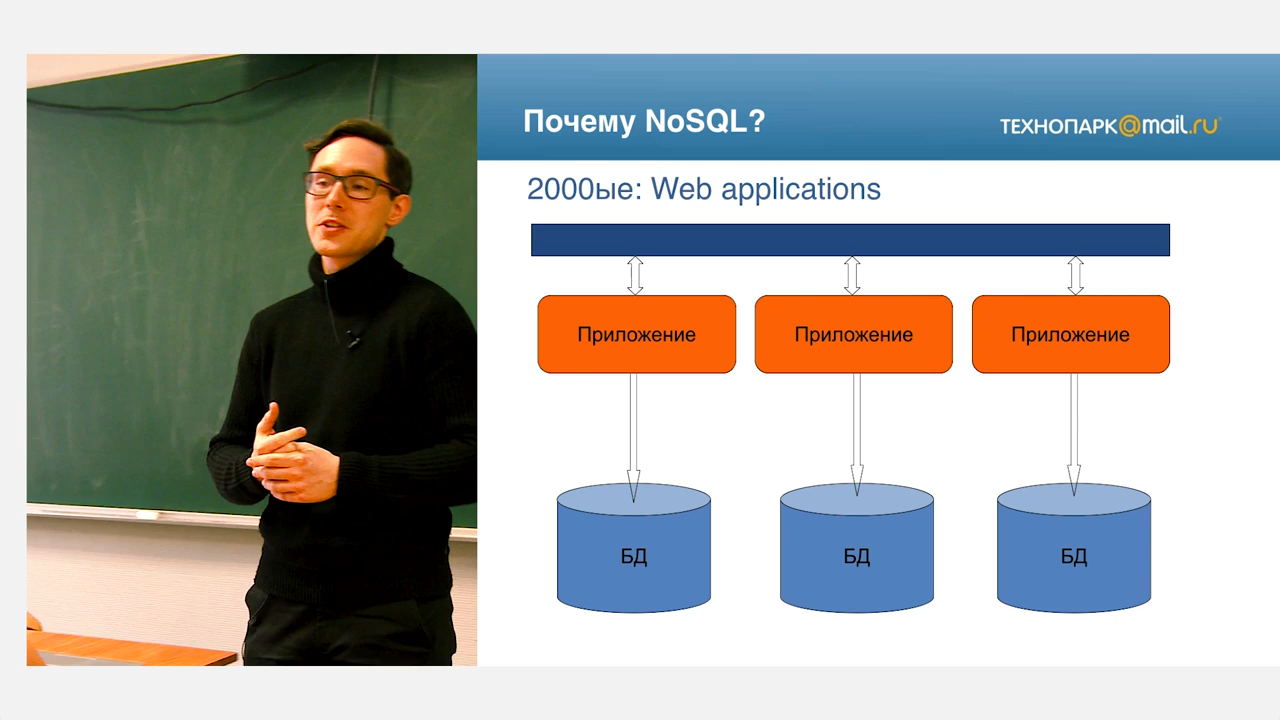 Почему NoSQL?
ТЕХНОПАРК@mail.ru
2000ые: Web applications
Приложение Приложение Приложение
БД БД БД